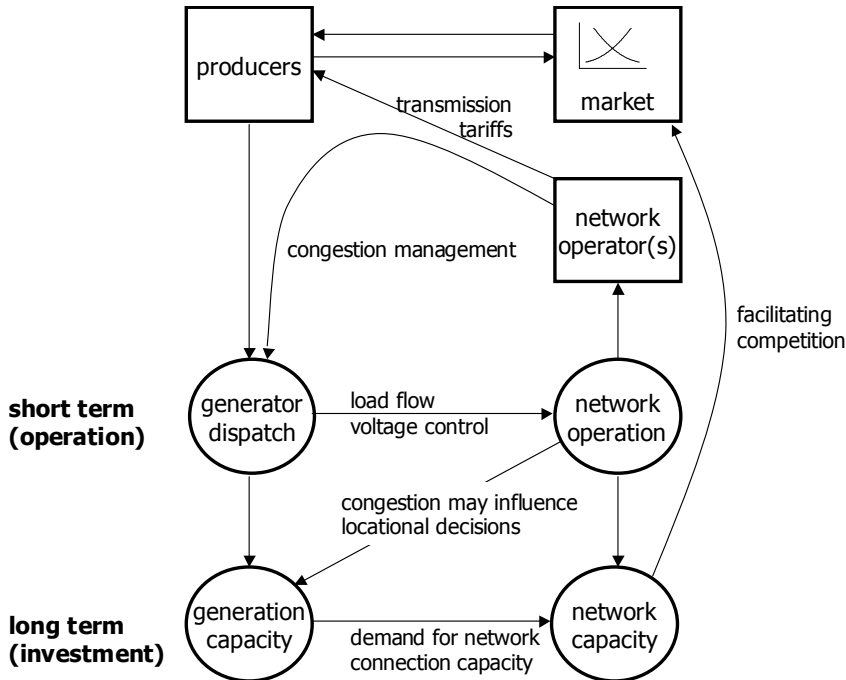 producers
market
transmission
tariffs
network
operator(s)
congestion management
facilitating
competition
short term
(operation)
generator
dispatch
load flow
voltage control
network
operation
congestion may influence
locational decisions
long term
(investment)
generation
capacity
demand for network
connection capacity
network
capacity